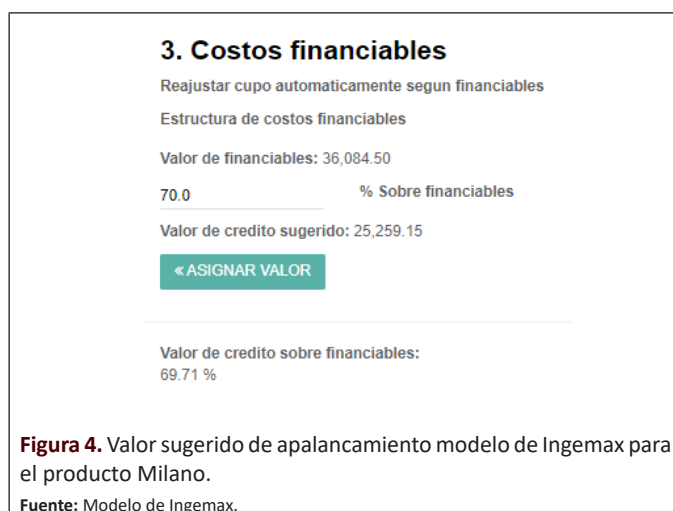 3. Costos financiables
Reajustar cupo automaticamente segun financiables
Estructura de costos financiables
Valor de financiables: 36,084.50
70.0 % Sobre financiables
Valor de credito sugerido: 25,259.15
« ASIGNAR VALOR
Valor de credito sobre financiables:
69.71 %
Figura 4. Valor sugerido de apalancamiento modelo de Ingemax para
el producto Milano.
Fuente: Modelo de Ingemax.